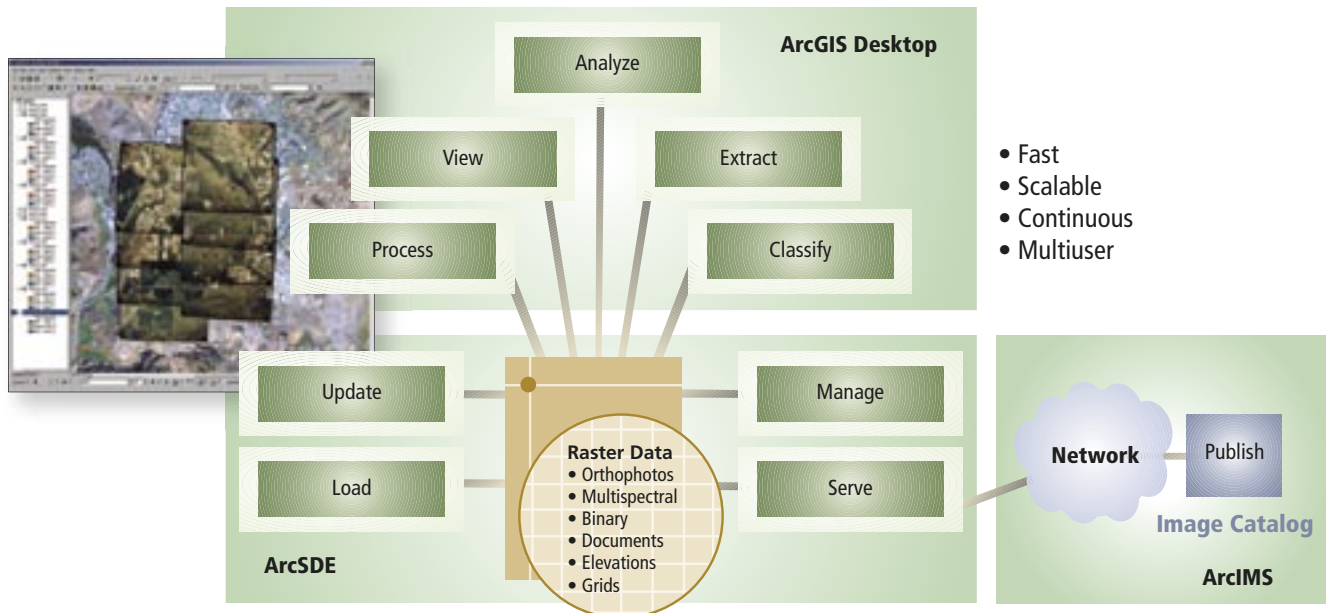 ArcGIS Desktop
Analyze
View
Extract
Process
Classify
• Fast
• Scalable
• Continuous
• Multiuser
Update
Manage
Load
Serve
Raster Data
• Orthophotos
• Multispectral
• Binary
• Documents
• Elevations
• Grids
ArcSDE
Network
Publish
Image Catalog
ArcIMS